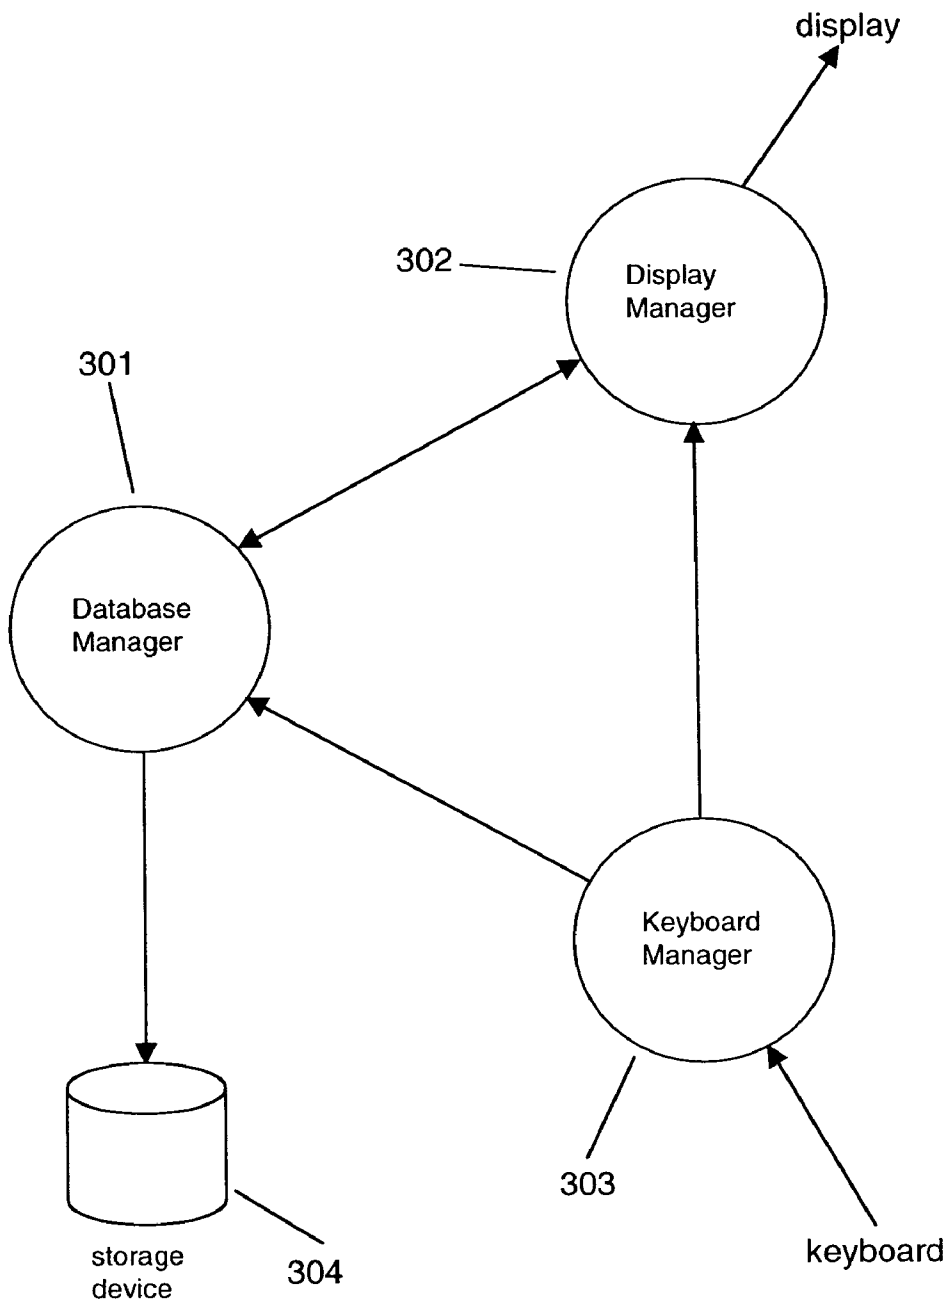 display
302
Display
Manager
301
Database
Manager
Keyboard
Manager
303
keyboard
storage
device
304